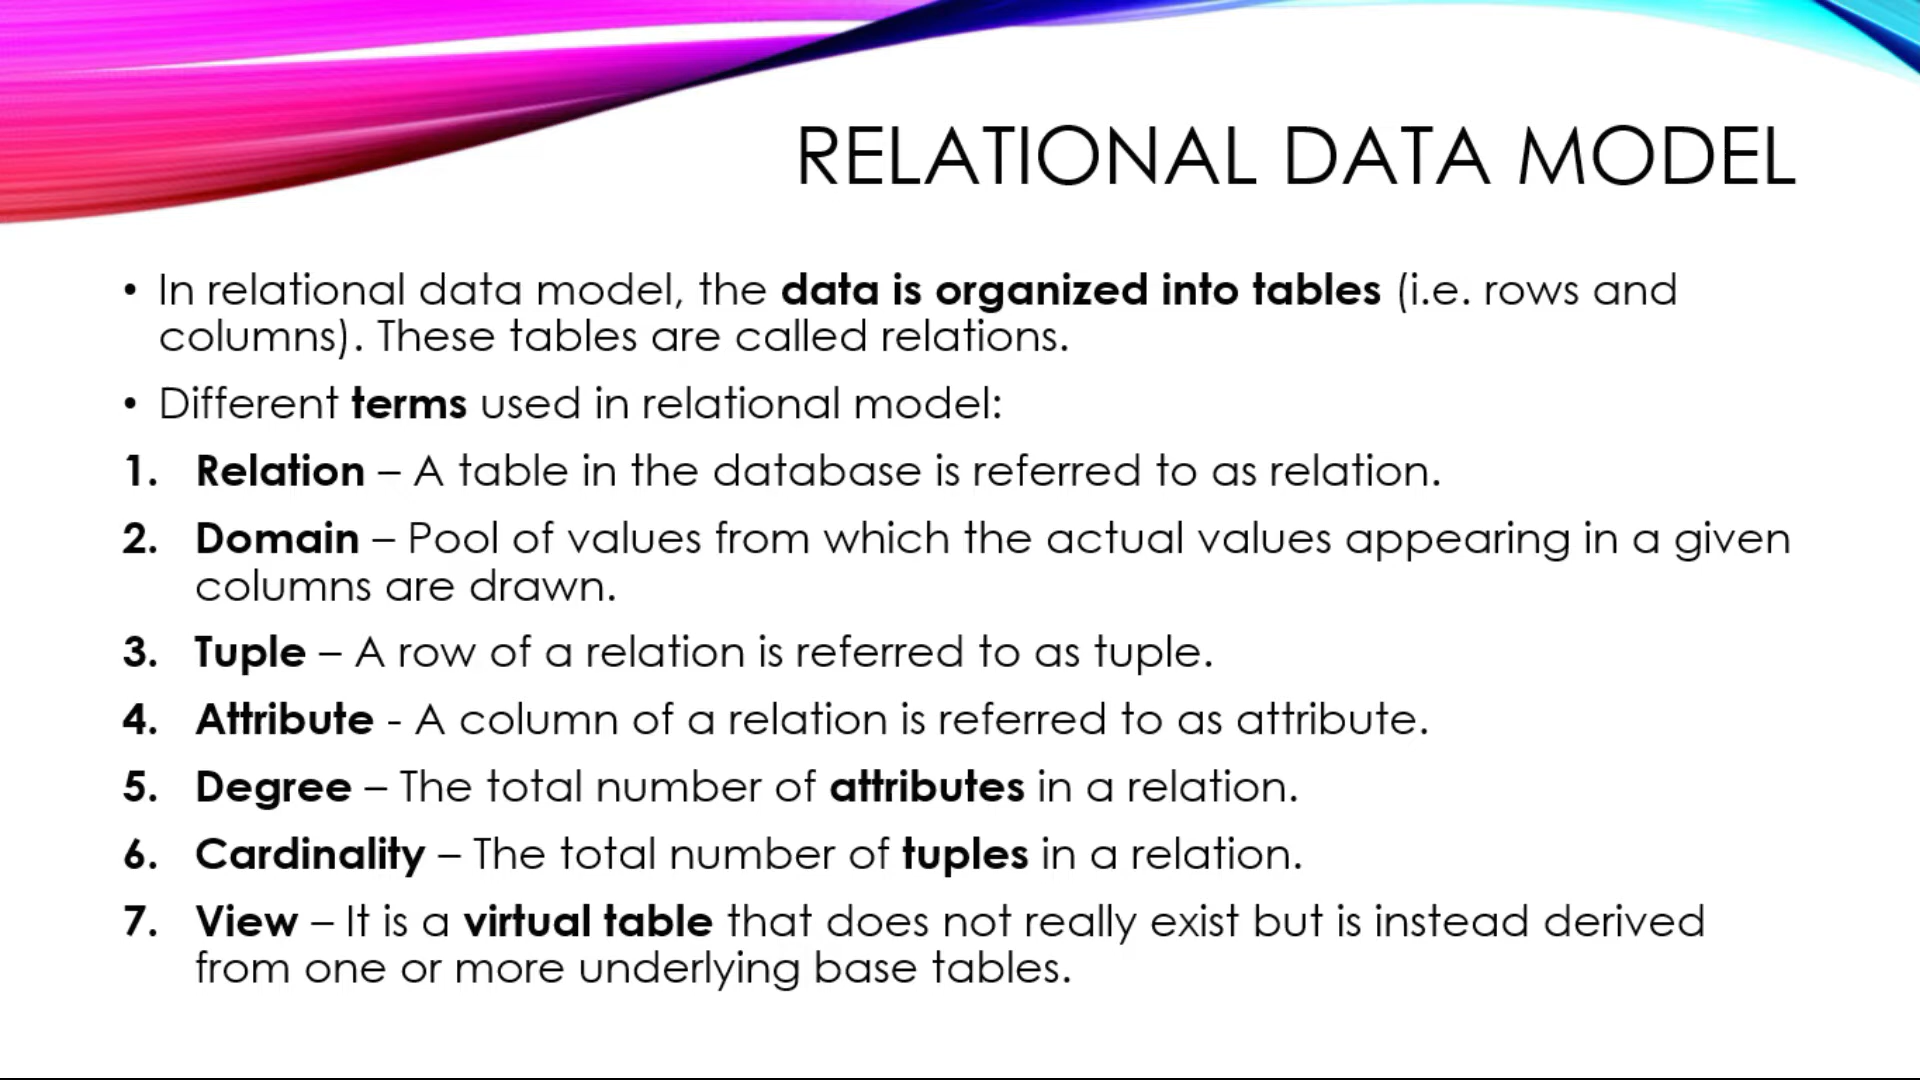 RELATIONAL DATA MODEL
• In relational data model, the data is organized into tables (i.e. rows and
columns). These tables are called relations.
• Different terms used in relational model:
1. Relation – A table in the database is referred to as relation.
2. Domain – Pool of values from which the actual values appearing in a given
columns are drawn.
3. Tuple – A row of a relation is referred to as tuple.
4. Attribute - A column of a relation is referred to as attribute.
5. Degree – The total number of attributes in a relation.
6. Cardinality – The total number of tuples in a relation.
7. View – It is a virtual table that does not really exist but is instead derived
from one or more underlying base tables.